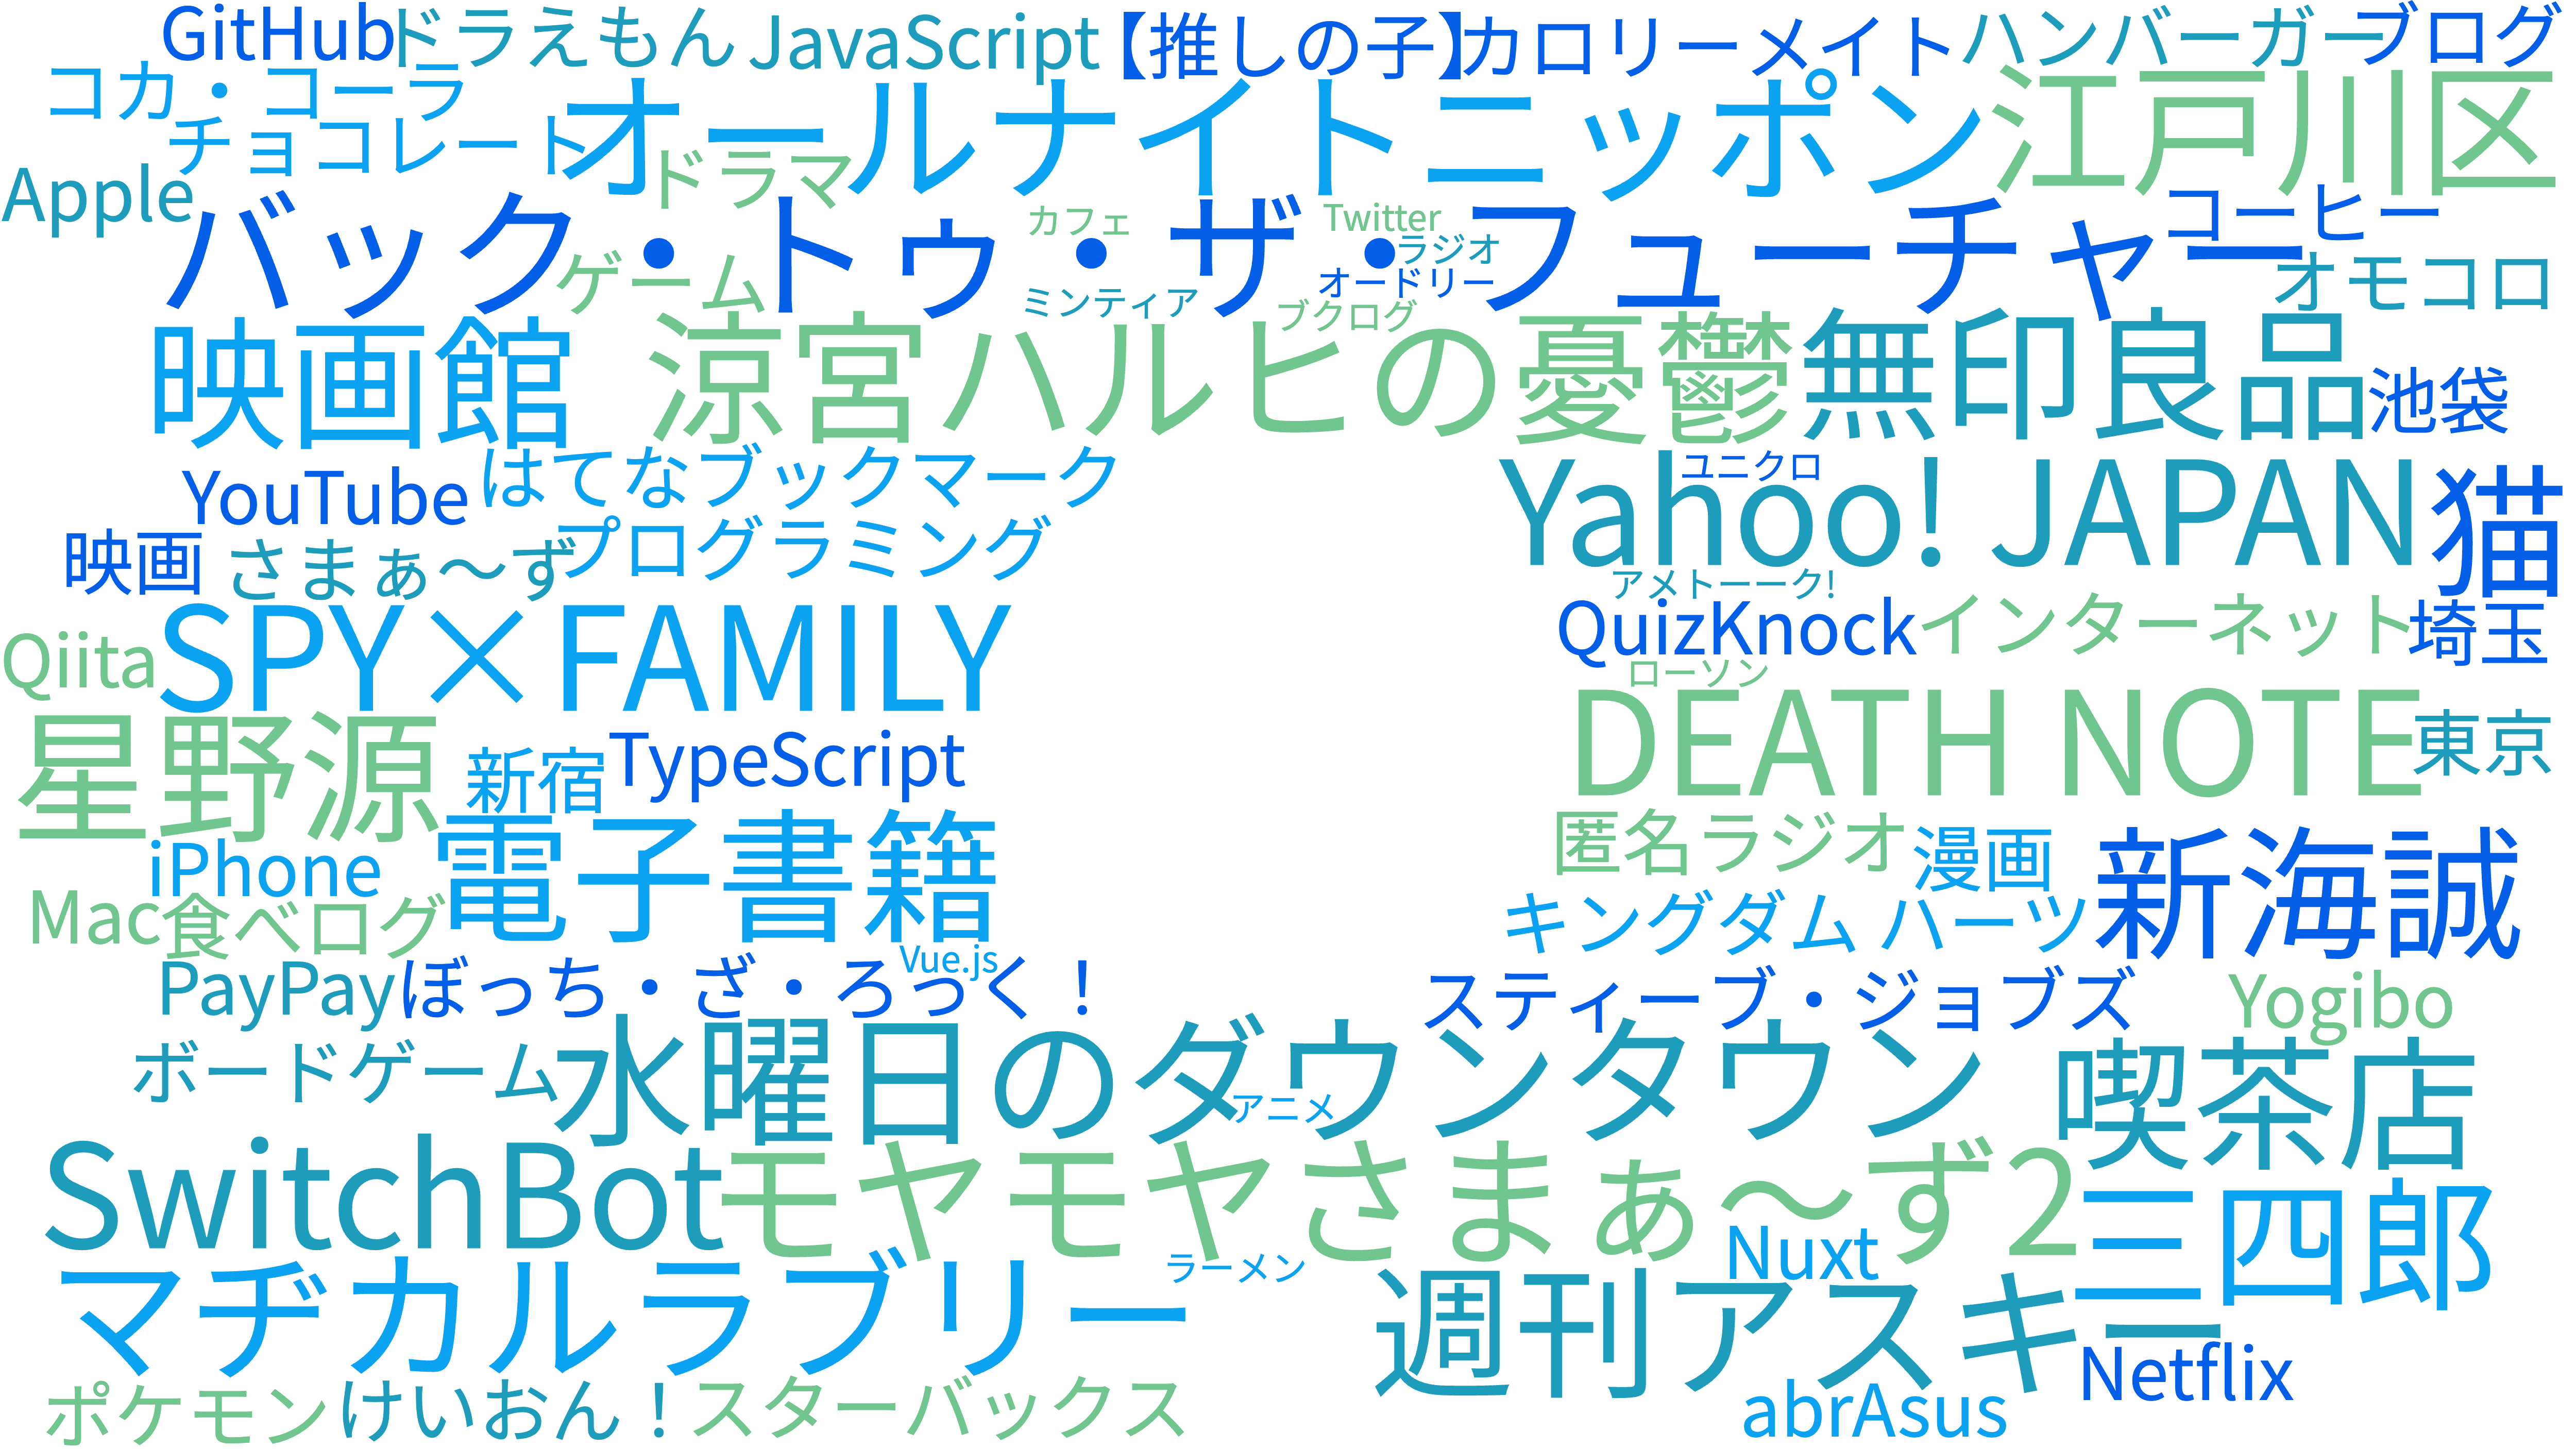 GitHub
ドラえもん
JavaScript
【推しの子】
カロリーメイト
ハンバーガー
ブログ
コカ・コーラ
オールナイトニッポン
江戸川区
チョコレート
ドラマ
Apple
バック・トゥ・ザ・フューチャー
コーヒー
カフェ
Twitter
ラジオ
ゲーム
ミンティア
オードリー
オモコロ
ブクログ
映画館
涼宮ハルヒの憂鬱
無印良品
池袋
YouTube
はてなブックマーク
Yahoo! JAPAN
ユニクロ
猫
映画
さまぁ〜ず
プログラミング
アメトーーク!
Qiita
SPY×FAMILY
QuizKnock
インターネット
埼玉
ローソン
星野源
新宿
TypeScript
DEATH NOTE
東京
iPhone
電子書籍
匿名ラジオ
漫画
新海誠
Mac
食べログ
キングダム ハーツ
Vue.js
PayPay
ぼっち・ざ・ろっく！
スティーブ・ジョブズ
Yogibo
ボードゲーム
水曜日のダウンタウン
アニメ
喫茶店
SwitchBot
モヤモヤさまぁ〜ず2
三四郎
Nuxt
マヂカルラブリー
ラーメン
週刊アスキー
Netflix
ポケモン
けいおん！
スターバックス
abrAsus